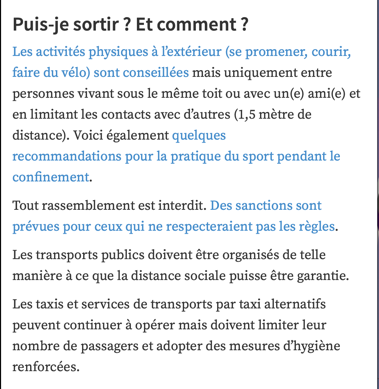 Puis-je sortir ? Et comment ?
Les activités physiques à l'extérieur (se promener, courir,
faire du vélo) sont conseillées mais uniquement entre
personnes vivant sous le même toit ou avec un(e) ami(e) et
en limitant les contacts avec d'autres (1,5 mètre de
distance). Voici également quelques
recommandations pour la pratique du sport pendant le
confinement.
Tout rassemblement est interdit. Des sanctions sont
prévues pour ceux qui ne respecteraient pas les règles.
Les transports publics doivent être organisés de telle
manière à ce que la distance sociale puisse être garantie.
Les taxis et services de transports par taxi alternatifs
peuvent continuer à opérer mais doivent limiter leur
nombre de passagers et adopter des mesures d'hygiène
renforcées.